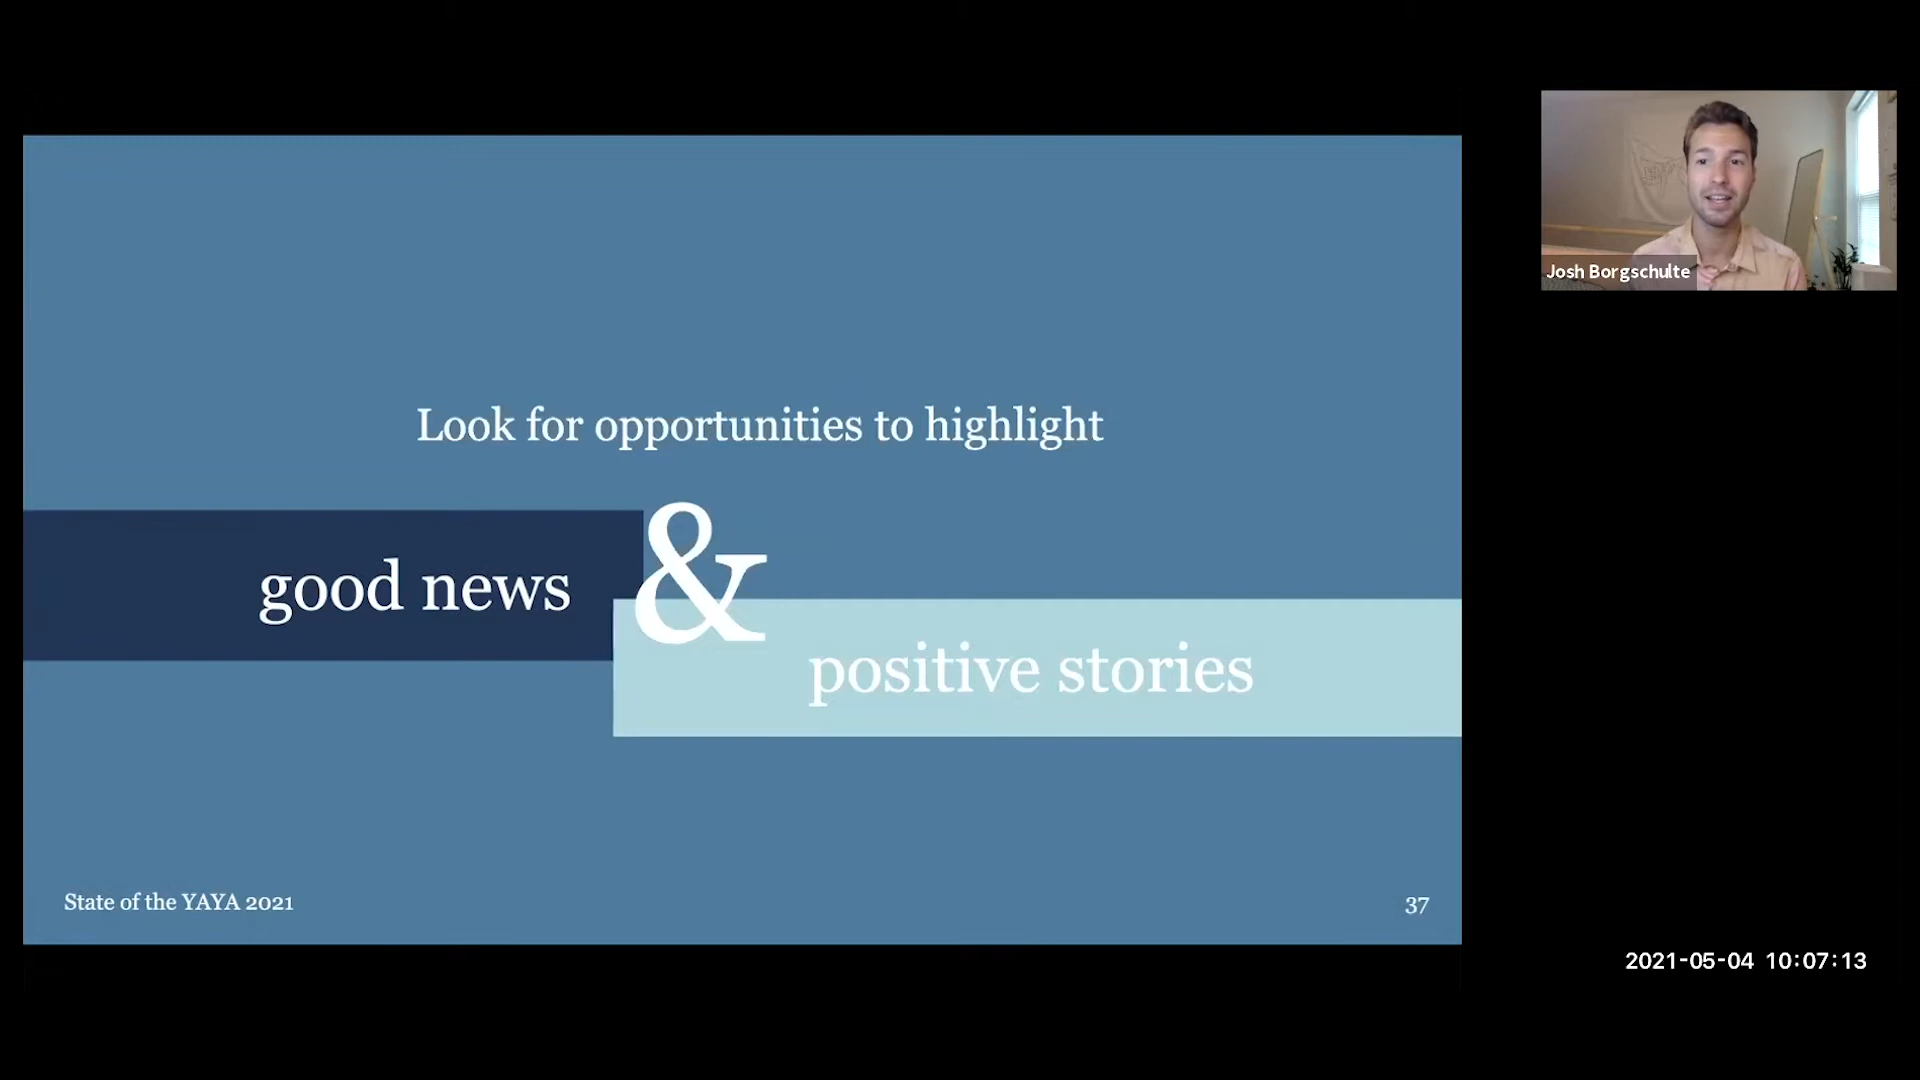 Look for opportunities to highlight
good news
&
positive stories
State of the YAYA 2021
37
Josh Borgschulte
2021-05-04 10:07:13